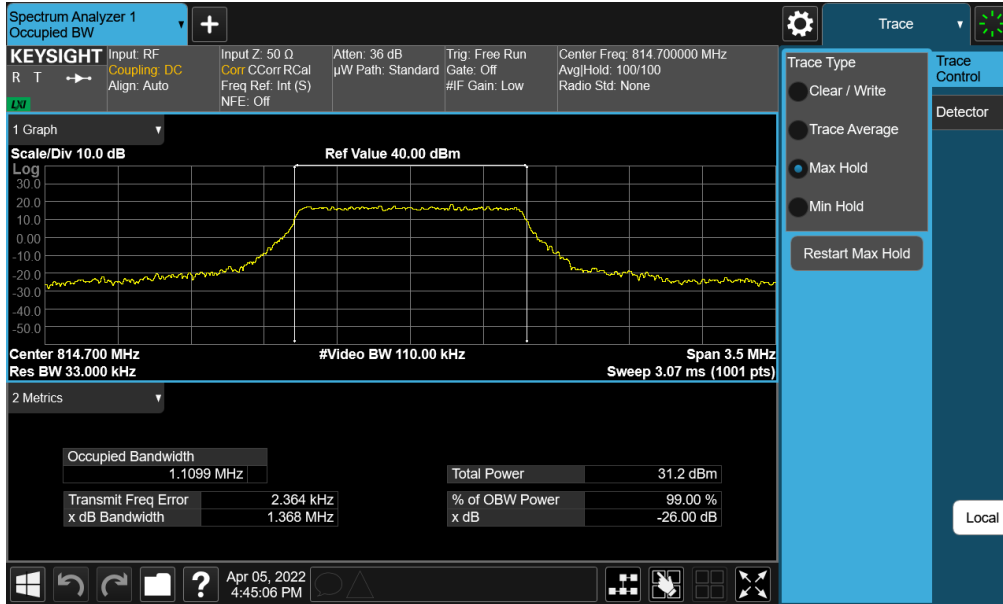 Spectrum Analyzer 1
Occupied BW
+
Trace
KEYSIGHT
R T
LXI
Input: RF
Coupling: DC
Align: Auto
Input Z: 50 Ω
Corr CCorr RCal
Freq Ref: Int (S)
NFE: Off
Atten: 36 dB
µW Path: Standard
Trig: Free Run
Gate: Off
#IF Gain: Low
Center Freq: 814.700000 MHz
Avg|Hold: 100/100
Radio Std: None
Trace Type
Clear / Write
Trace Average
Max Hold
Min Hold
Restart Max Hold
Trace
Control
Detector
Local
1 Graph
Scale/Div 10.0 dB
Ref Value 40.00 dBm
Log
30.0
20.0
10.0
0.00
-10.0
-20.0
-30.0
-40.0
-50.0
Center 814.700 MHz
#Video BW 110.00 kHz
Span 3.5 MHz
Res BW 33.000 kHz
Sweep 3.07 ms (1001 pts)
2 Metrics
Occupied Bandwidth
1.1099 MHz
Total Power 31.2 dBm
Transmit Freq Error 2.364 kHz
% of OBW Power 99.00 %
x dB Bandwidth 1.368 MHz
x dB -26.00 dB
?
Apr 05, 2022
4:45:06 PM